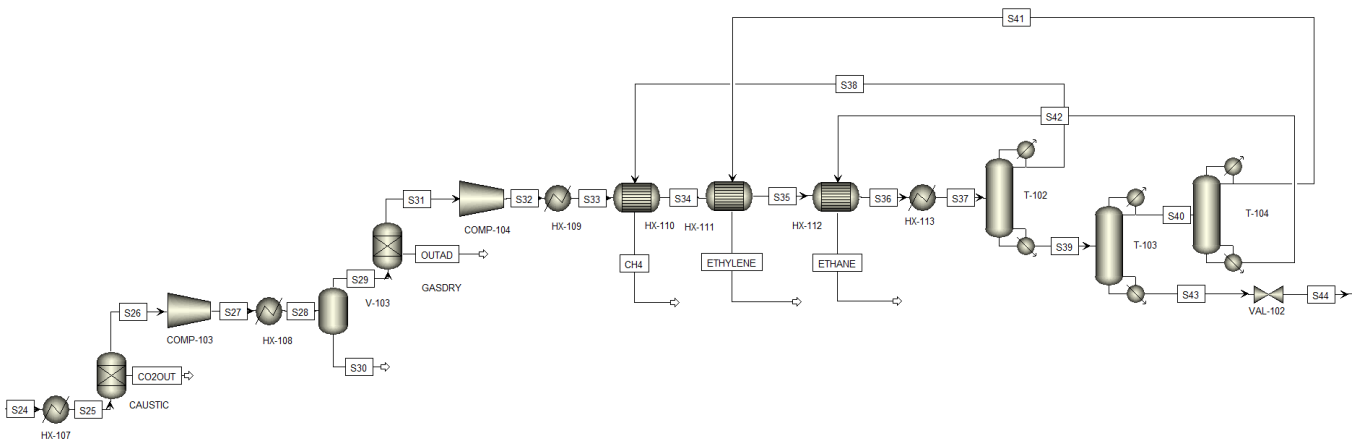 S41
S38
S42
S31
S32
S33
S34
S35
S36
S37
T-102
T-104
COMP-104
HX-109
HX-110
HX-111
HX-112
HX-113
S40
S39
T-103
OUTAD
CH4
ETHYLENE
ETHANE
S29
V-103
GASDRY
S26
S27
S28
S43
S44
COMP-103
HX-108
VAL-102
S30
CO2OUT
S24
S25
CAUSTIC
HX-107